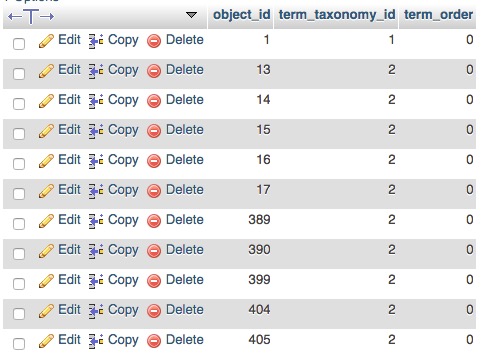 Options
object_id term_taxonomy_id term_order
Edit Copy Delete 1 1 0
Edit Copy Delete 13 2 0
Edit Copy Delete 14 2 0
Edit Copy Delete 15 2 0
Edit Copy Delete 16 2 0
Edit Copy Delete 17 2 0
Edit Copy Delete 389 2 0
Edit Copy Delete 390 2 0
Edit Copy Delete 399 2 0
Edit Copy Delete 404 2 0
Edit Copy Delete 405 2 0